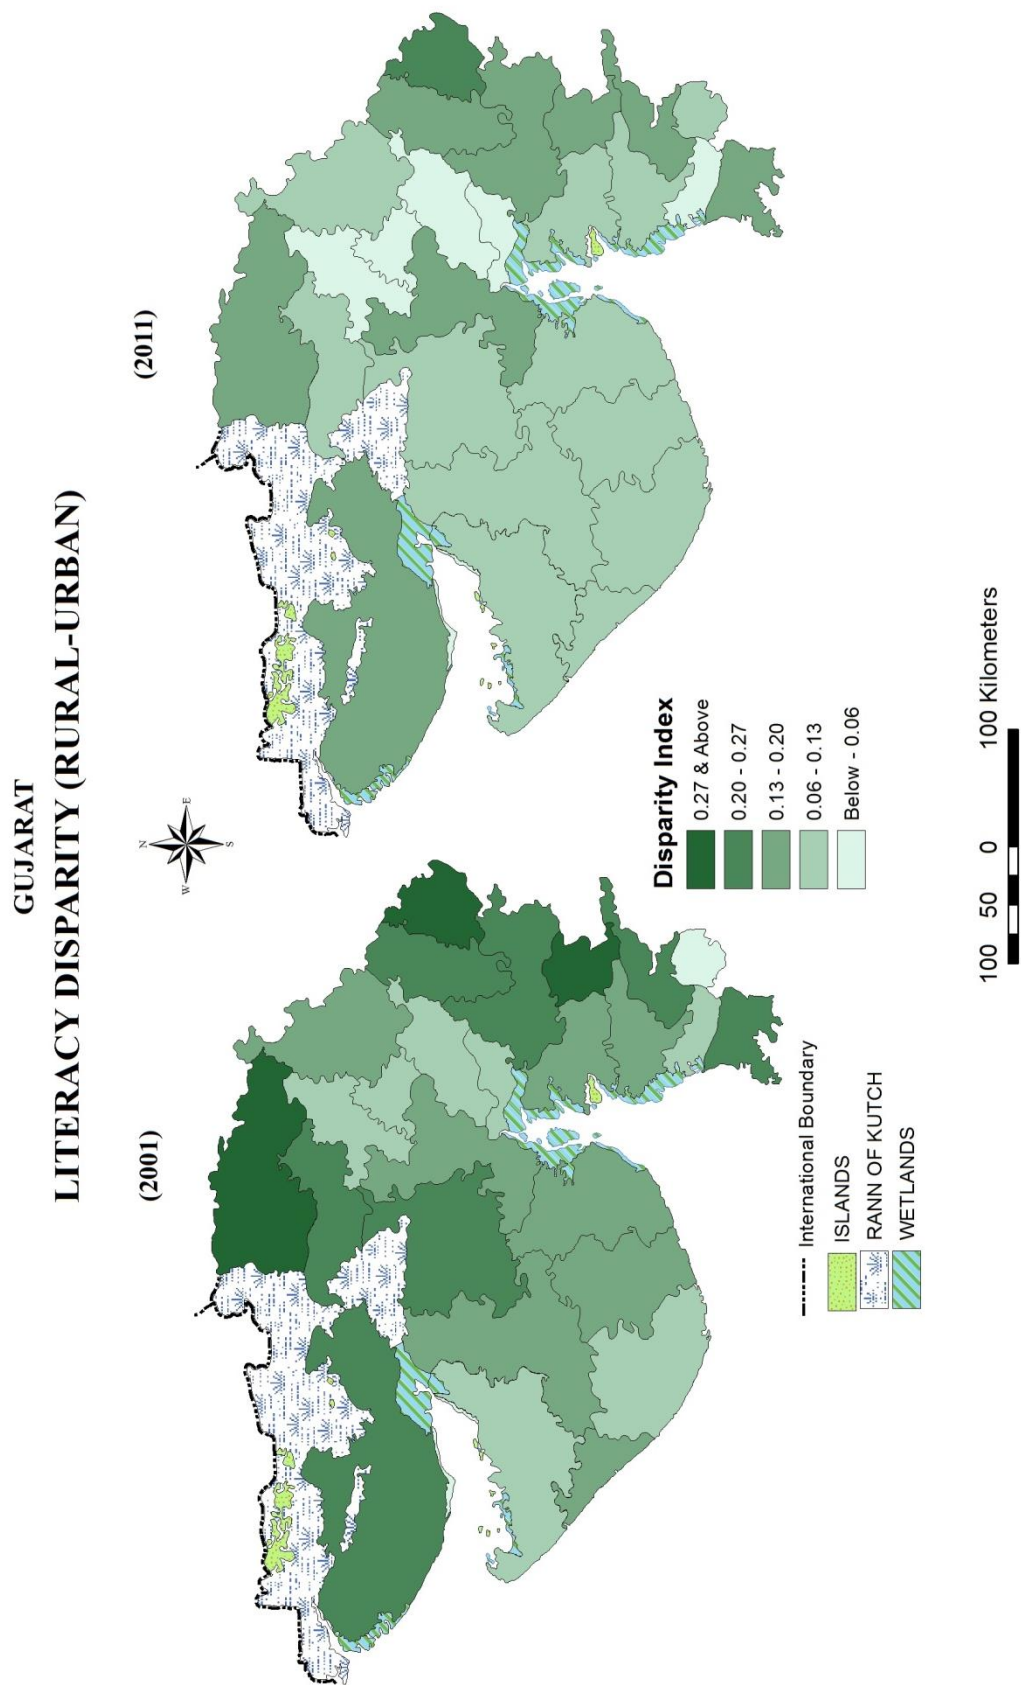 GUJARAT
LITERACY DISPARITY (RURAL-URBAN)
(2001)
(2011)
N
E
S
W
Disparity Index
0.27 & Above
0.20 - 0.27
0.13 - 0.20
0.06 - 0.13
Below - 0.06
International Boundary
ISLANDS
RANN OF KUTCH
WETLANDS
100 50 0 100 Kilometers